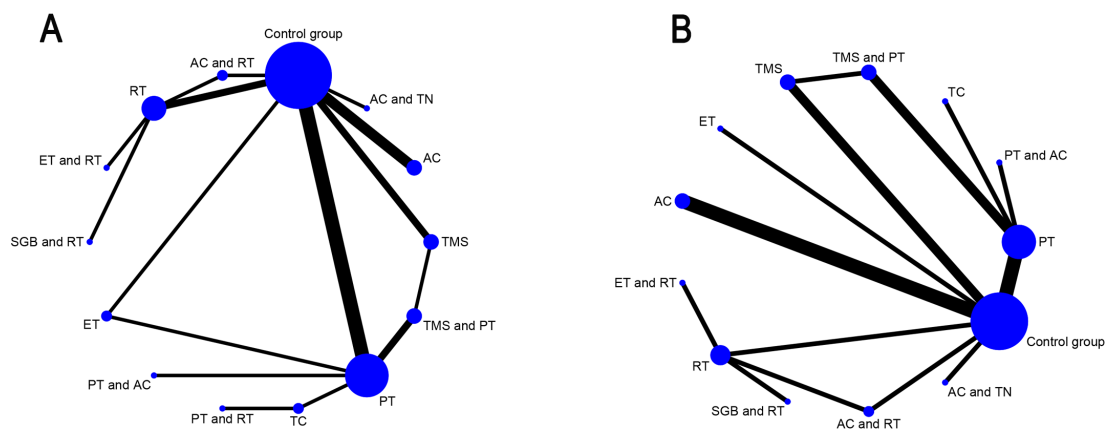 A
Control group
AC and RT
RT
AC and TN
ET and RT
AC
SGB and RT
TMS
ET
TMS and PT
PT and AC
PT
PT and RT
TC
B
TMS and PT
TMS
TC
ET
PT and AC
AC
PT
ET and RT
Control group
RT
AC and TN
SGB and RT
AC and RT